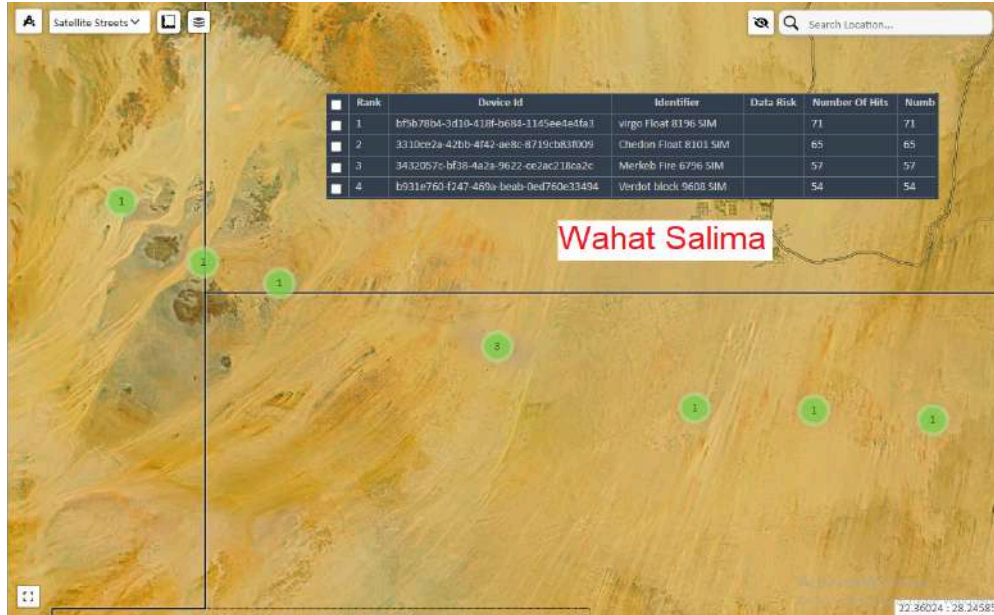 Satellite Streets
Search Location...
Rank Device Id Identifier Data Risk Number Of Hits Numb
1 bf5b78b4-3d10-418f-b684-1145ee4e4fa3 virgo Float 8196 SIM 71 71
2 3310ce2a-42bb-4f42-ae8c-8719cb83f009 Chedon Float 8101 SIM 65 65
3 3432057c-bf38-4a2a-9622-ce2ac218ca2c Merkeb Fire 6796 SIM 57 57
4 b931e760-f247-469a-beab-0ed760e33494 Verdot block 9608 SIM 54 54
Wahat Salima
1
1
1
3
1
1
1
22.36024 : 28.24585